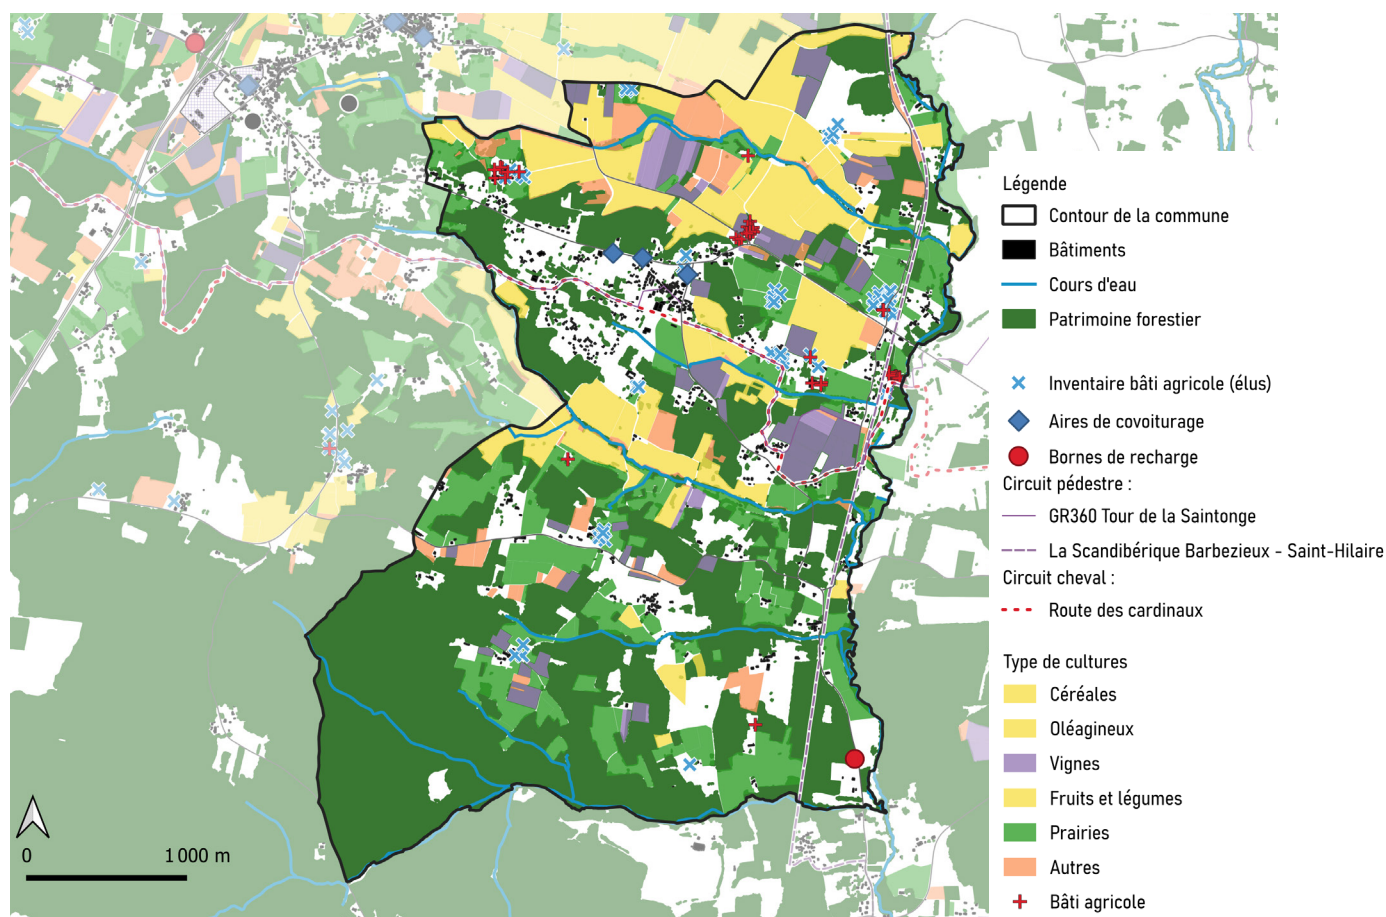 Légende
Contour de la commune
Bâtiments
Cours d'eau
Patrimoine forestier
Inventaire bâti agricole (élus)
Aires de covoiturage
Bornes de recharge
Circuit pédestre :
GR360 Tour de la Saintonge
La Scandibérique Barbezieux - Saint-Hilaire
Circuit cheval :
Route des cardinaux
Type de cultures
Céréales
Oléagineux
Vignes
Fruits et légumes
Prairies
Autres
Bâti agricole
0 1 000 m